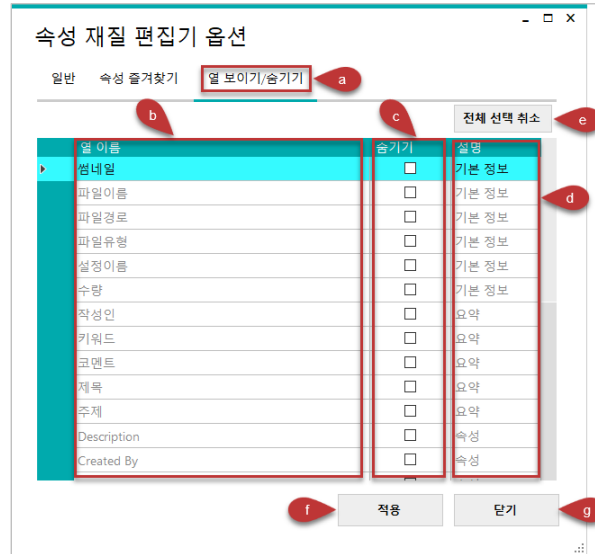 속성 재질 편집기 옵션
일반 속성 즐겨찾기 열 보이기/숨기기 a
b c 전체 선택 취소 e
열 이름 숨기기 설명
썸네일 기본 정보
파일이름 기본 정보 d
파일경로 기본 정보
파일유형 기본 정보
설정이름 기본 정보
수량 기본 정보
작성인 요약
키워드 요약
코멘트 요약
제목 요약
주제 요약
Description 속성
Created By 속성
f 적용 닫기 g